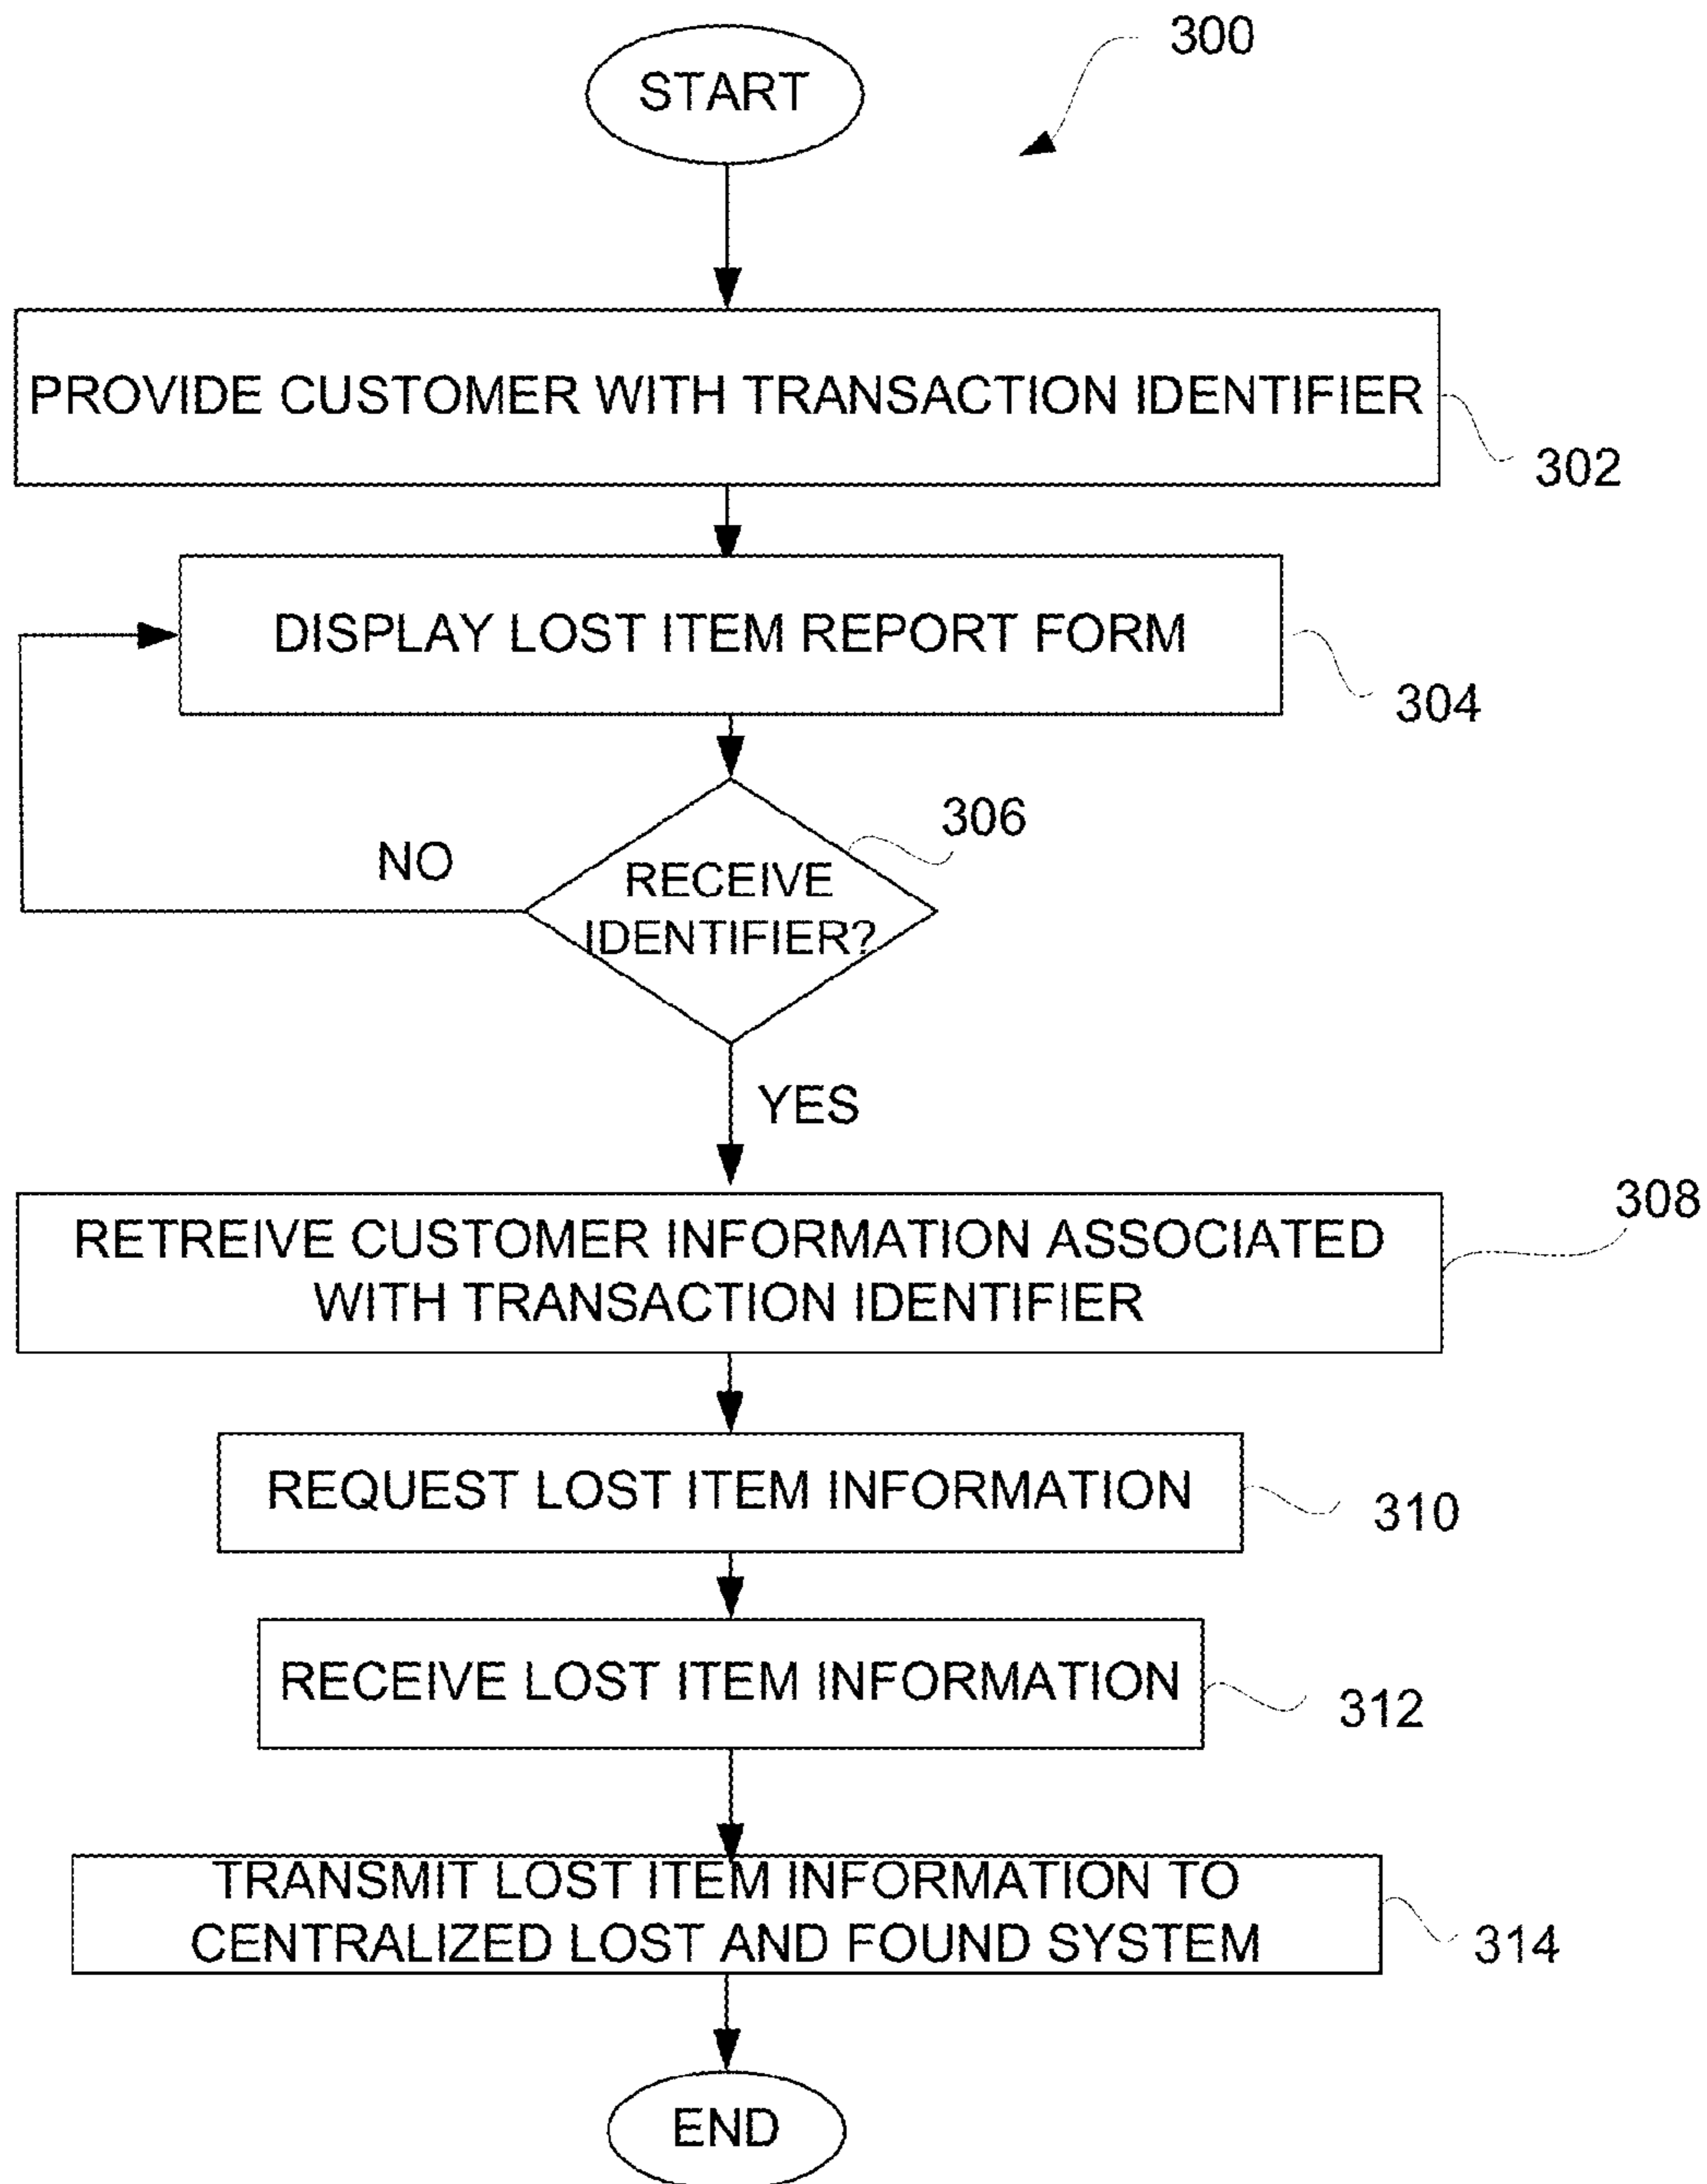 300
START
PROVIDE CUSTOMER WITH TRANSACTION IDENTIFIER
302
DISPLAY LOST ITEM REPORT FORM
304
306
NO
RECEIVE
IDENTIFIER?
YES
308
RETREIVE CUSTOMER INFORMATION ASSOCIATED
WITH TRANSACTION IDENTIFIER
REQUEST LOST ITEM INFORMATION
310
RECEIVE LOST ITEM INFORMATION
312
TRANSMIT LOST ITEM INFORMATION TO
CENTRALIZED LOST AND FOUND SYSTEM
314
END